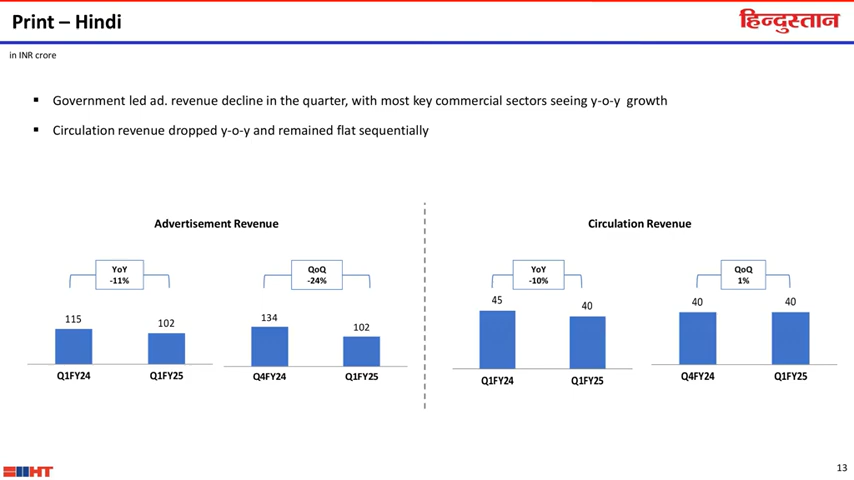 Print – Hindi
हिन्दुस्तान
in INR crore
▪ Government led ad. revenue decline in the quarter, with most key commercial sectors seeing y-o-y growth
▪ Circulation revenue dropped y-o-y and remained flat sequentially
Advertisement Revenue
YoY
-11%
115
102
Q1FY24
Q1FY25
QoQ
-24%
134
102
Q4FY24
Q1FY25
Circulation Revenue
YoY
-10%
45
40
Q1FY24
Q1FY25
QoQ
1%
40
40
Q4FY24
Q1FY25
HT
13